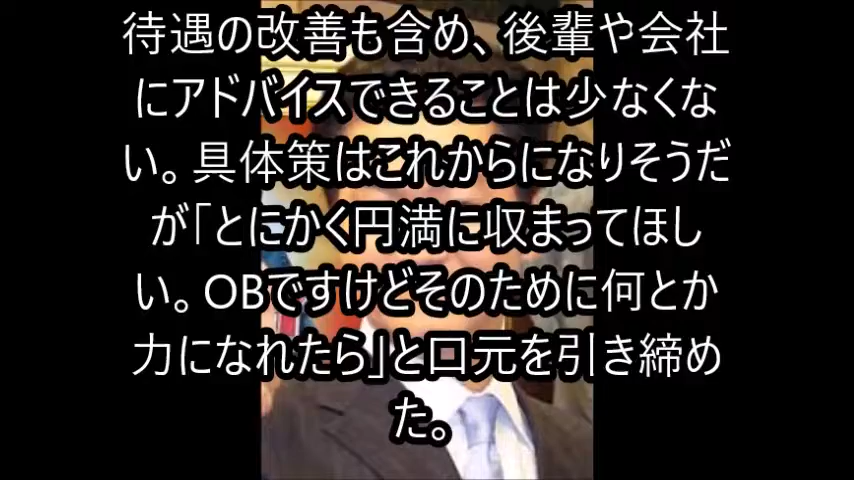 待遇の改善も含め、後輩や会社
にアドバイスできることは少なくな
い。具体策はこれからになりそうだ
が「とにかく円満に収まってほし
い。OBですけどそのために何とか
力になれたら」と口元を引き締め
た。